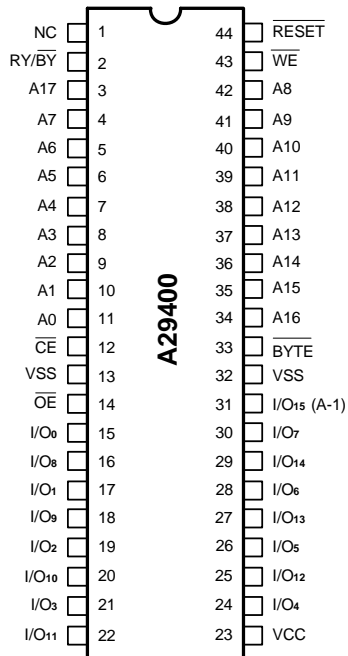 NC 1 44 RESET
RY/BY 2 43 WE
A17 3 42 A8
A7 4 41 A9
A6 5 40 A10
A5 6 39 A11
A4 7 38 A12
A3 8 37 A13
A2 9 36 A14
A1 10 35 A15
A0 11 34 A16
CE 12 33 BYTE
VSS 13 32 VSS
OE 14 31 I/O15 (A-1)
I/O0 15 30 I/O7
I/O8 16 29 I/O14
I/O1 17 28 I/O6
I/O9 18 27 I/O13
I/O2 19 26 I/O5
I/O10 20 25 I/O12
I/O3 21 24 I/O4
I/O11 22 23 VCC
A29400